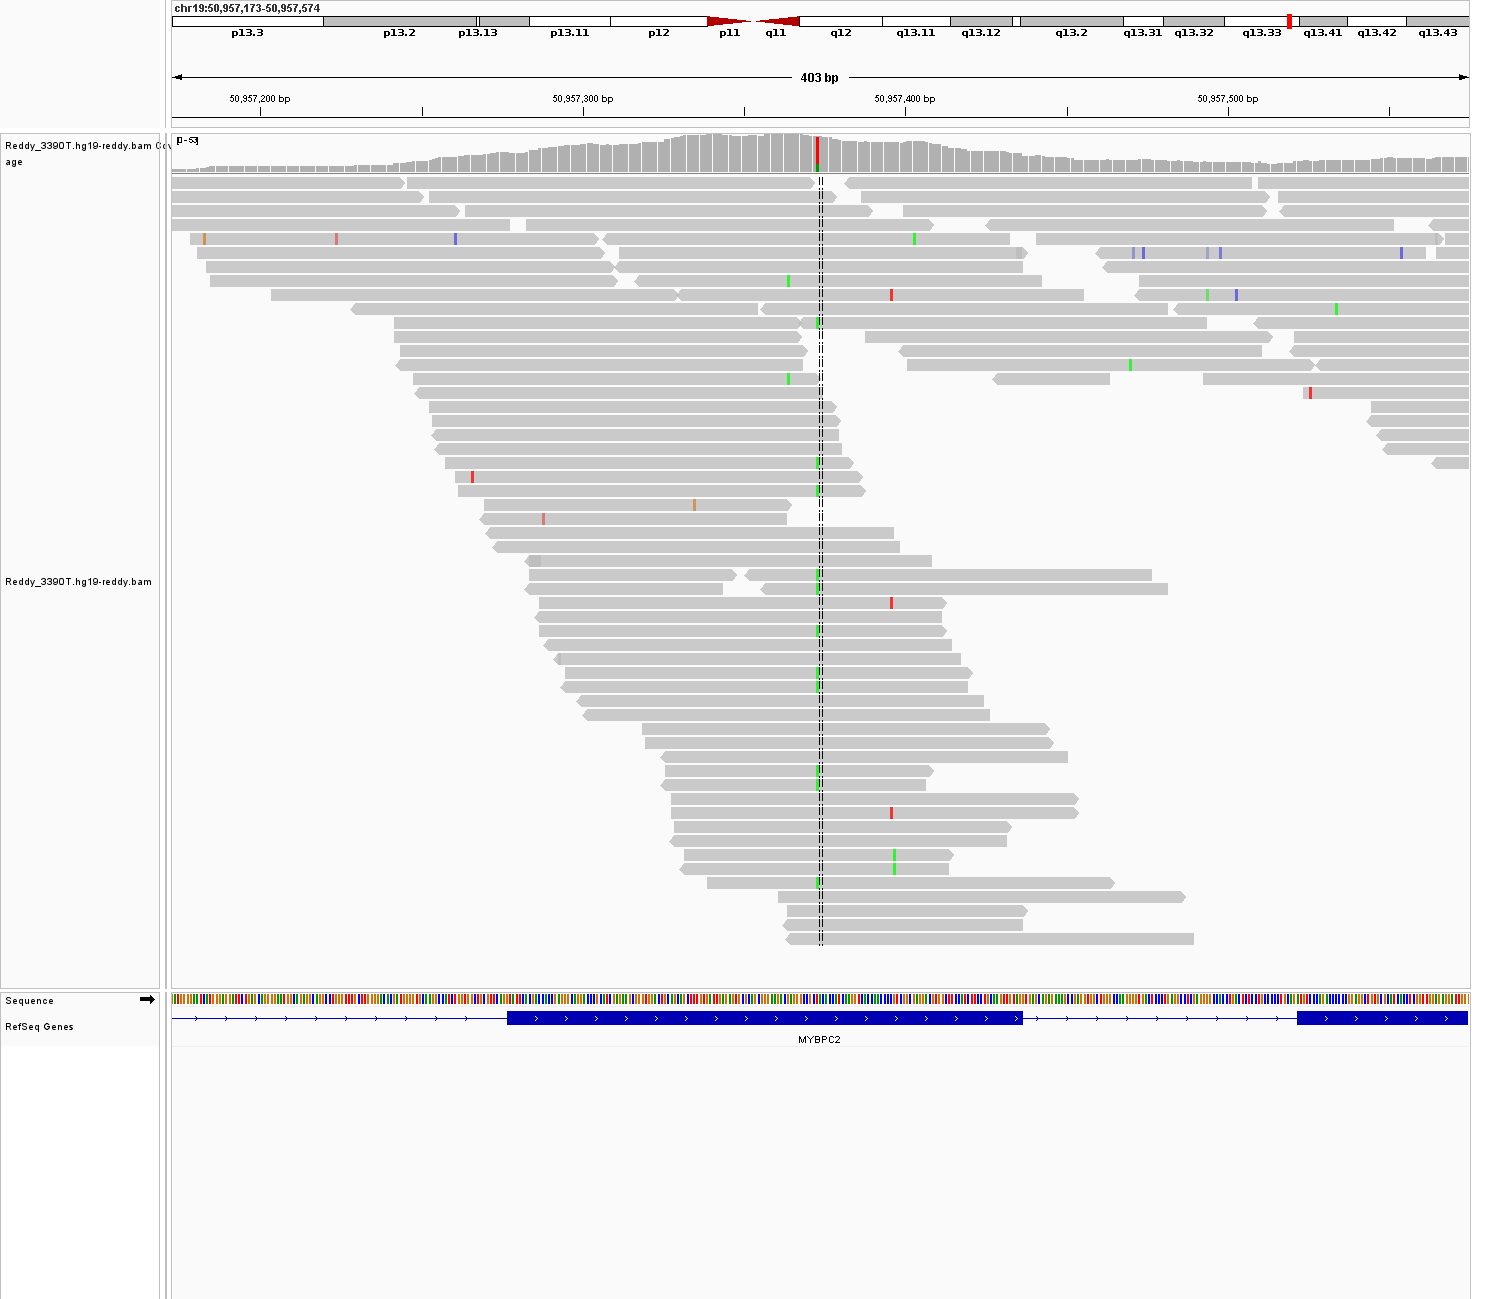 chr19:50,957,173-50,957,574
p13.3 p13.2 p13.13 p13.11 p12 p11 q11 q12 q13.11 q13.12 q13.2 q13.31 q13.32 q13.33 q13.41 q13.42 q13.43
403 bp
50,957,200 bp 50,957,300 bp 50,957,400 bp 50,957,500 bp
Reddy_3390T.hg19-reddy.bam Cov
age
[0-53]
Reddy_3390T.hg19-reddy.bam
Sequence
RefSeq Genes
MYBPC2